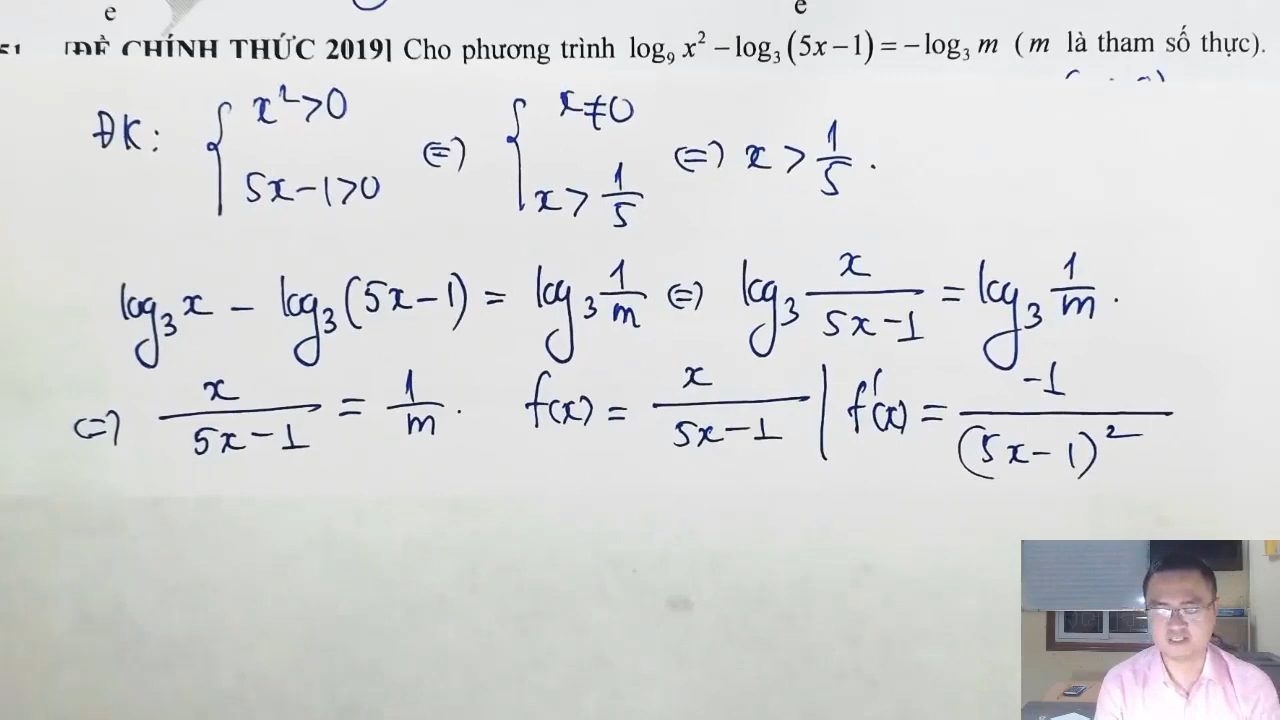 e e
51 [ĐỀ CHÍNH THỨC 2019] Cho phương trình log₉ x² − log₃ (5x−1) = −log₃ m (m là tham số thực).
ĐK: { x² > 0 ; 5x − 1 > 0 ⇔ { x ≠ 0 ; x > 1/5 ⇔ x > 1/5 .
log₃ x − log₃ (5x − 1) = log₃ 1/m ⇔ log₃ x/(5x − 1) = log₃ 1/m .
⇔ x/(5x − 1) = 1/m . f(x) = x/(5x − 1) | f'(x) = −1/(5x − 1)²